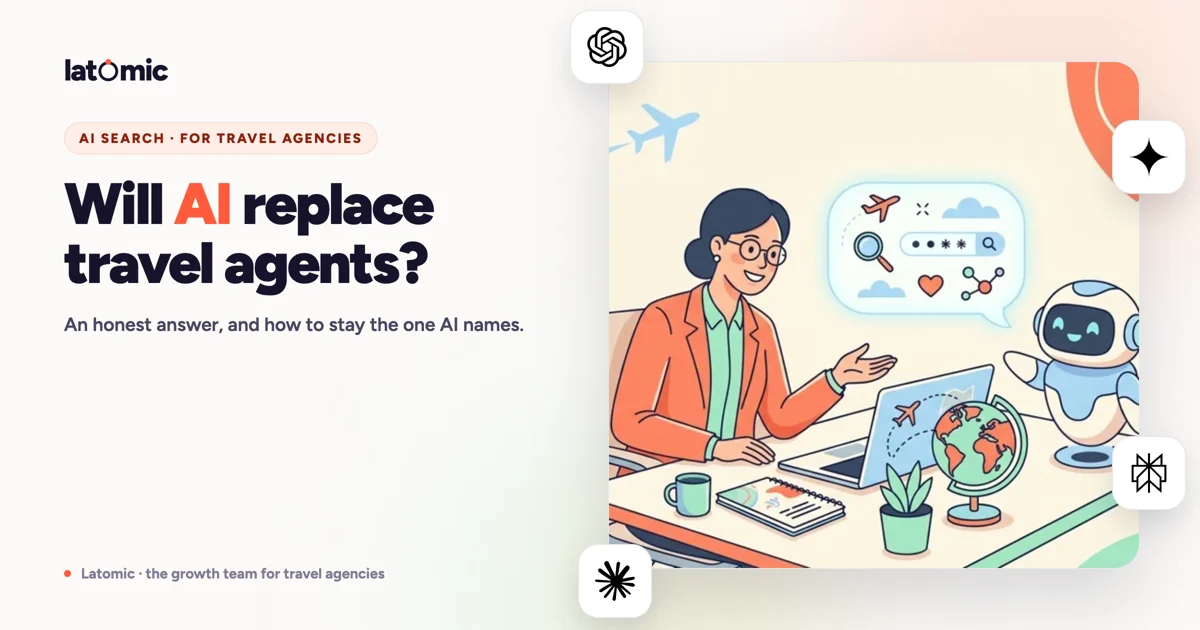 latomic
AI SEARCH · FOR TRAVEL AGENCIES
Will AI replace
travel agents?
An honest answer, and how to stay the one AI names.
Latomic · the growth team for travel agencies